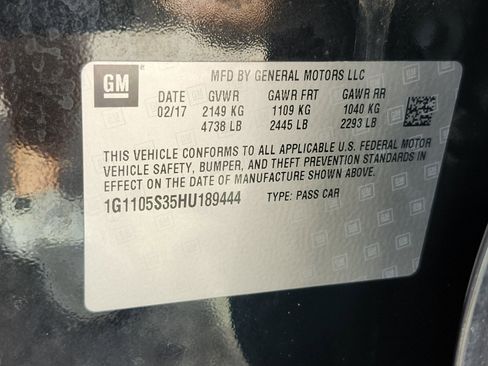 GM
MFD BY GENERAL MOTORS LLC
DATE GVWR GAWR FRT GAWR RR
02/17 2149 KG 1109 KG 1040 KG
4738 LB 2445 LB 2293 LB
THIS VEHICLE CONFORMS TO ALL APPLICABLE U.S. FEDERAL MOTOR
VEHICLE SAFETY, BUMPER, AND THEFT PREVENTION STANDARDS IN
EFFECT ON THE DATE OF MANUFACTURE SHOWN ABOVE.
1G1105S35HU189444 TYPE: PASS CAR